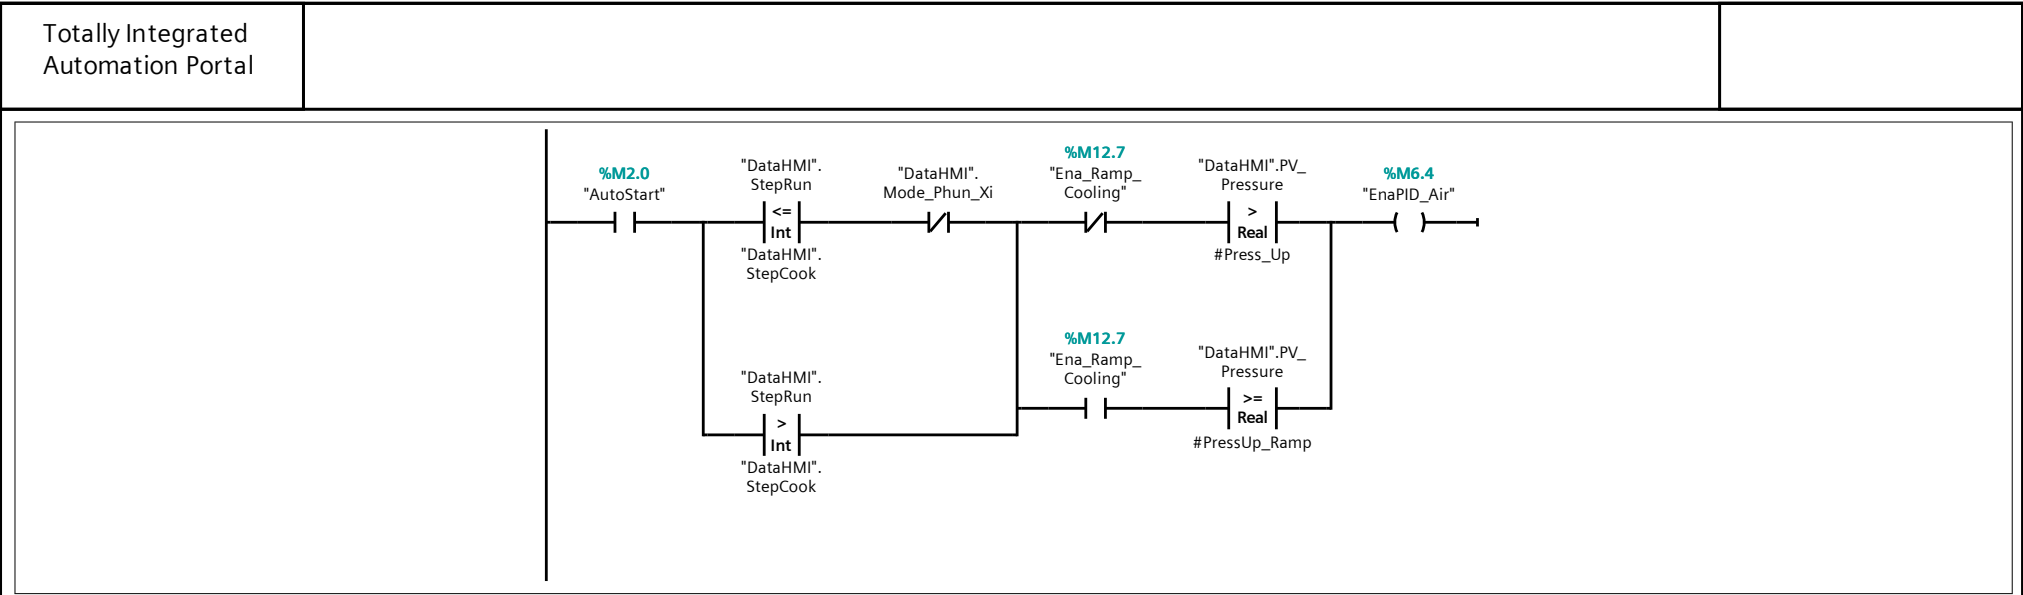 Totally Integrated
Automation Portal
%M2.0
"AutoStart"
"DataHMI".
StepRun
<=
Int
"DataHMI".
StepCook
"DataHMI".
Mode_Phun_Xi
%M12.7
"Ena_Ramp_
Cooling"
"DataHMI".PV_
Pressure
>
Real
#Press_Up
%M6.4
"EnaPID_Air"
"DataHMI".
StepRun
>
Int
"DataHMI".
StepCook
%M12.7
"Ena_Ramp_
Cooling"
"DataHMI".PV_
Pressure
>=
Real
#PressUp_Ramp